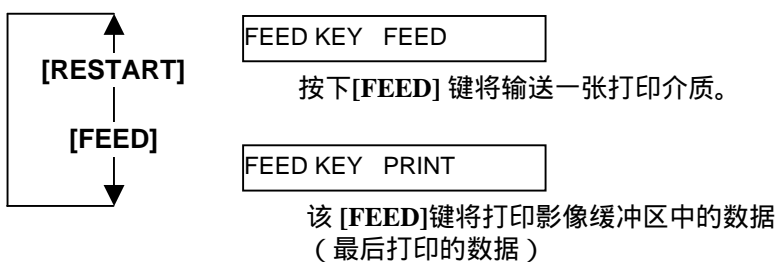 FEED KEY FEED
[RESTART]
按下[FEED] 键将输送一张打印介质。
[FEED]
FEED KEY PRINT
该 [FEED]键将打印影像缓冲区中的数据
（最后打印的数据）